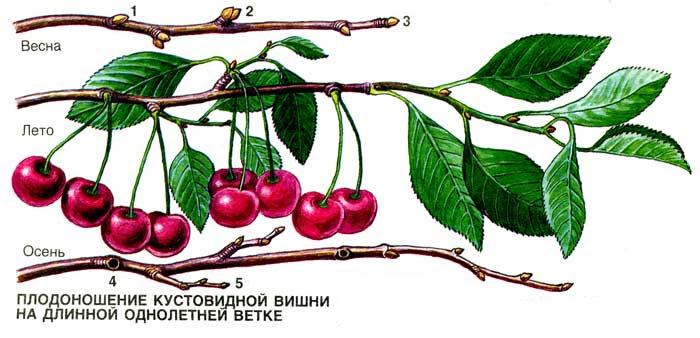 1 2 3
Весна
Лето
Осень
4 5
ПЛОДОНОШЕНИЕ КУСТОВИДНОЙ ВИШНИ
НА ДЛИННОЙ ОДНОЛЕТНЕЙ ВЕТКЕ